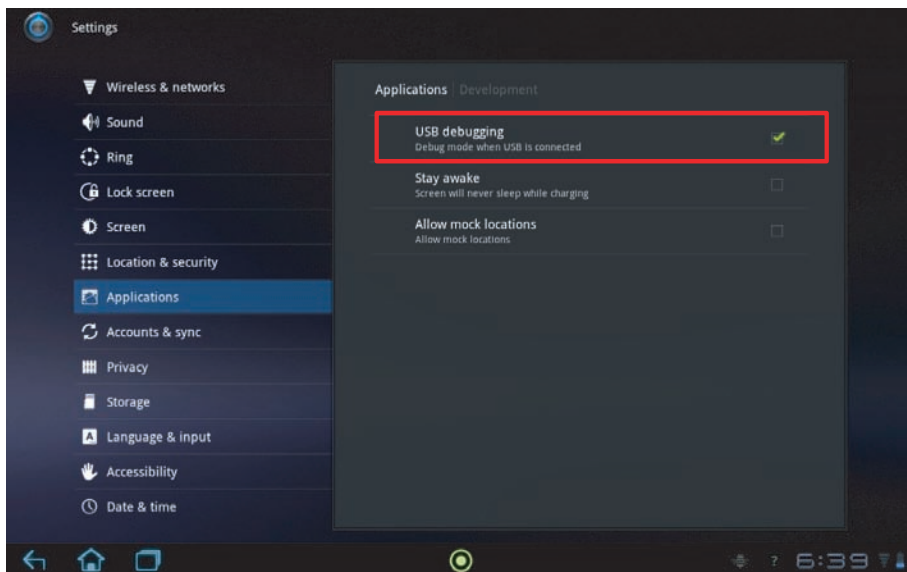 Settings
Wireless & networks
Sound
Ring
Lock screen
Screen
Location & security
Applications
Accounts & sync
Privacy
Storage
A Language & input
Accessibility
Date & time
Applications | Development
USB debugging
Debug mode when USB is connected
Stay awake
Screen will never sleep while charging
Allow mock locations
Allow mock locations
? 6:39